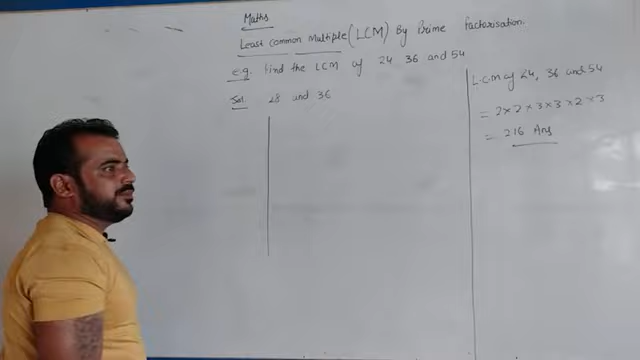 Maths
Least Common Multiple (LCM) By Prime factorisation.
e.g. find the LCM of 24 36 and 54
Sol. 28 and 36
L.C.M of 24, 36 and 54
= 2×2×3×3×2×3
= 216 Ans